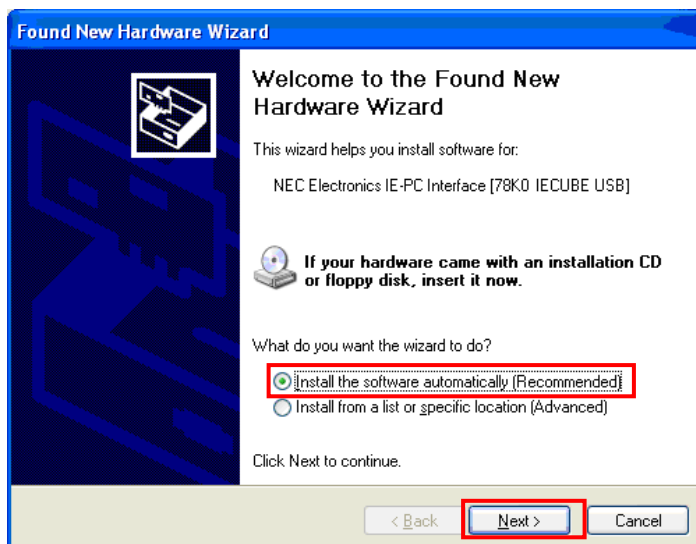 Found New Hardware Wizard
Welcome to the Found New
Hardware Wizard
This wizard helps you install software for:
NEC Electronics IE-PC Interface [78K0 IECUBE USB]
If your hardware came with an installation CD
or floppy disk, insert it now.
What do you want the wizard to do?
Install the software automatically (Recommended)
Install from a list or specific location (Advanced)
Click Next to continue.
< Back Next > Cancel